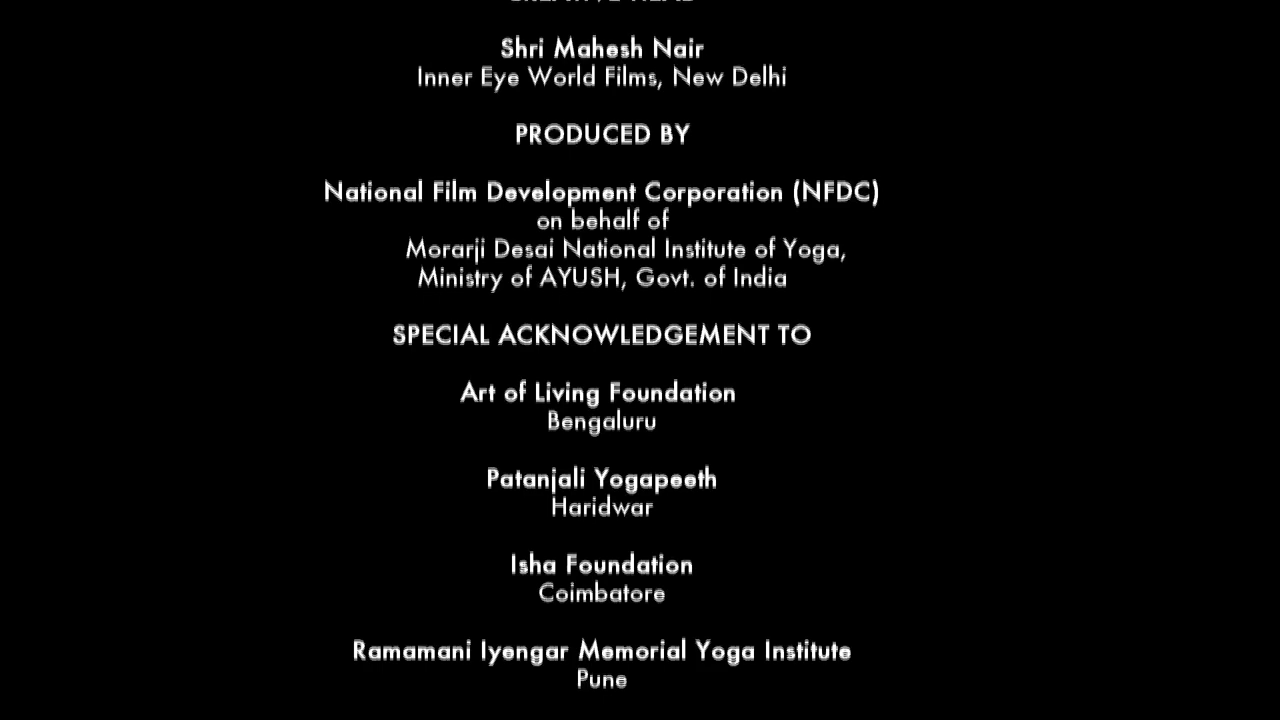 Shri Mahesh Nair
Inner Eye World Films, New Delhi
PRODUCED BY
National Film Development Corporation (NFDC)
on behalf of
Morarji Desai National Institute of Yoga,
Ministry of AYUSH, Govt. of India
SPECIAL ACKNOWLEDGEMENT TO
Art of Living Foundation
Bengaluru
Patanjali Yogapeeth
Haridwar
Isha Foundation
Coimbatore
Ramamani Iyengar Memorial Yoga Institute
Pune